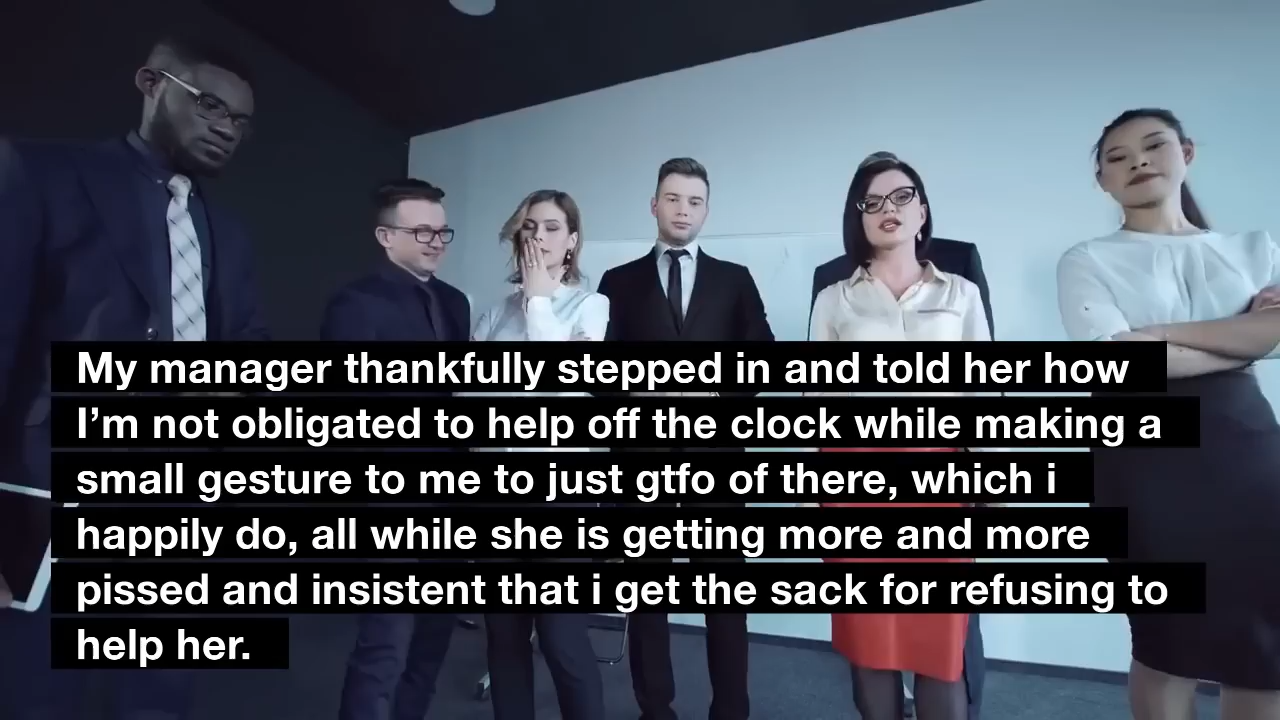 My manager thankfully stepped in and told her how
I’m not obligated to help off the clock while making a
small gesture to me to just gtfo of there, which i
happily do, all while she is getting more and more
pissed and insistent that i get the sack for refusing to
help her.